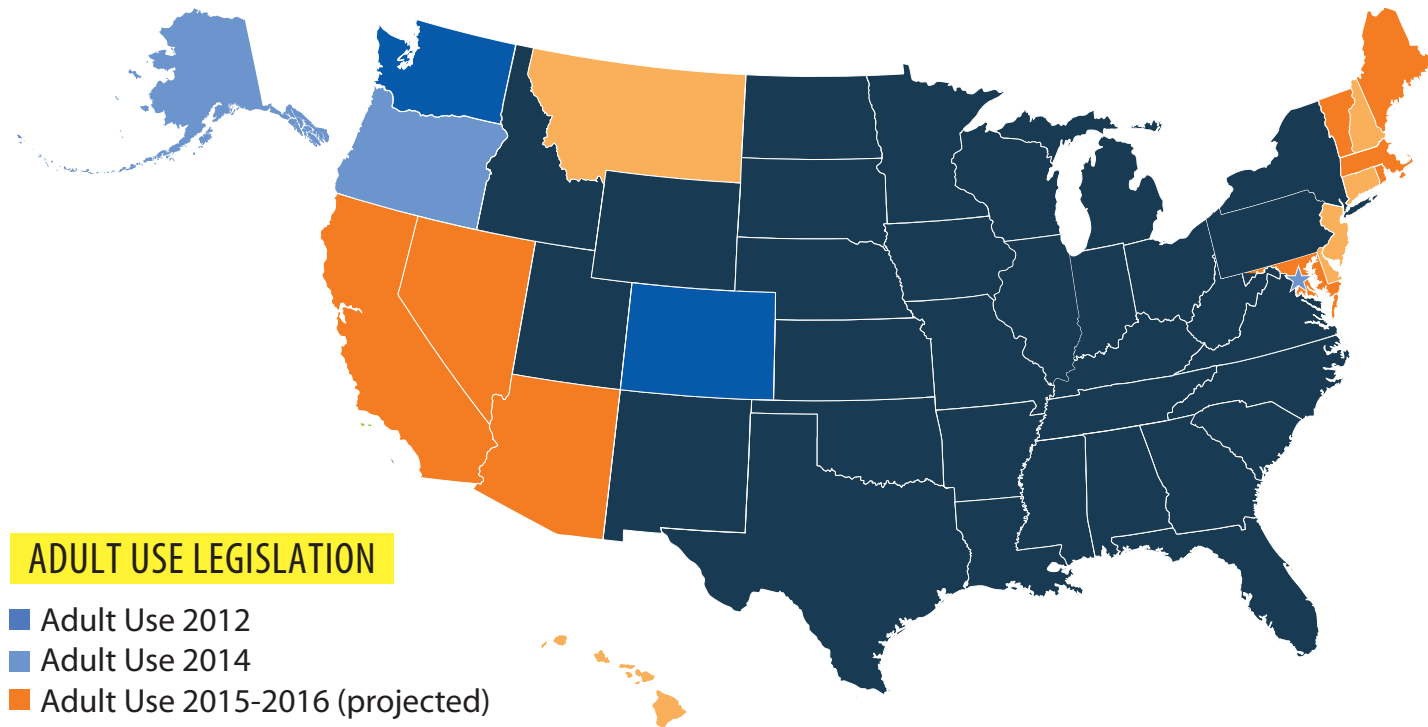 ADULT USE LEGISLATION
Adult Use 2012
Adult Use 2014
Adult Use 2015-2016 (projected)